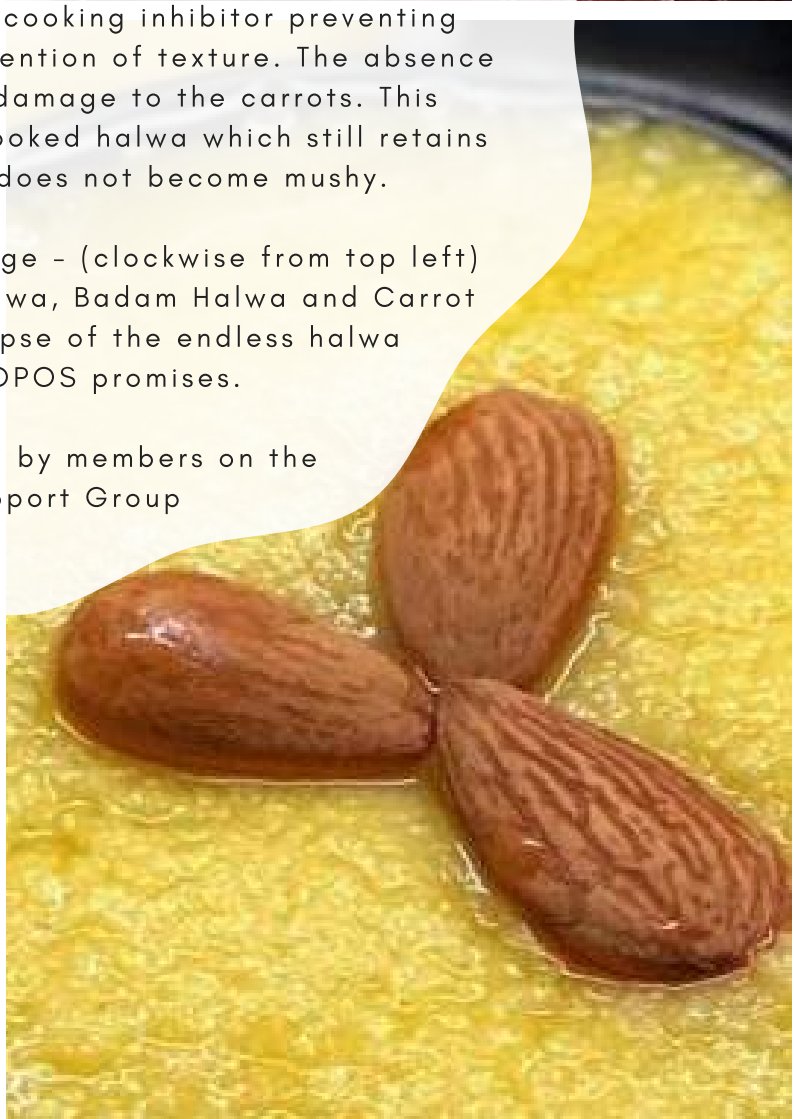 cooking inhibitor preventing
ention of texture. The absence
damage to the carrots. This
ooked halwa which still retains
does not become mushy.
ge - (clockwise from top left)
wa, Badam Halwa and Carrot
pse of the endless halwa
OPOS promises.
by members on the
pport Group